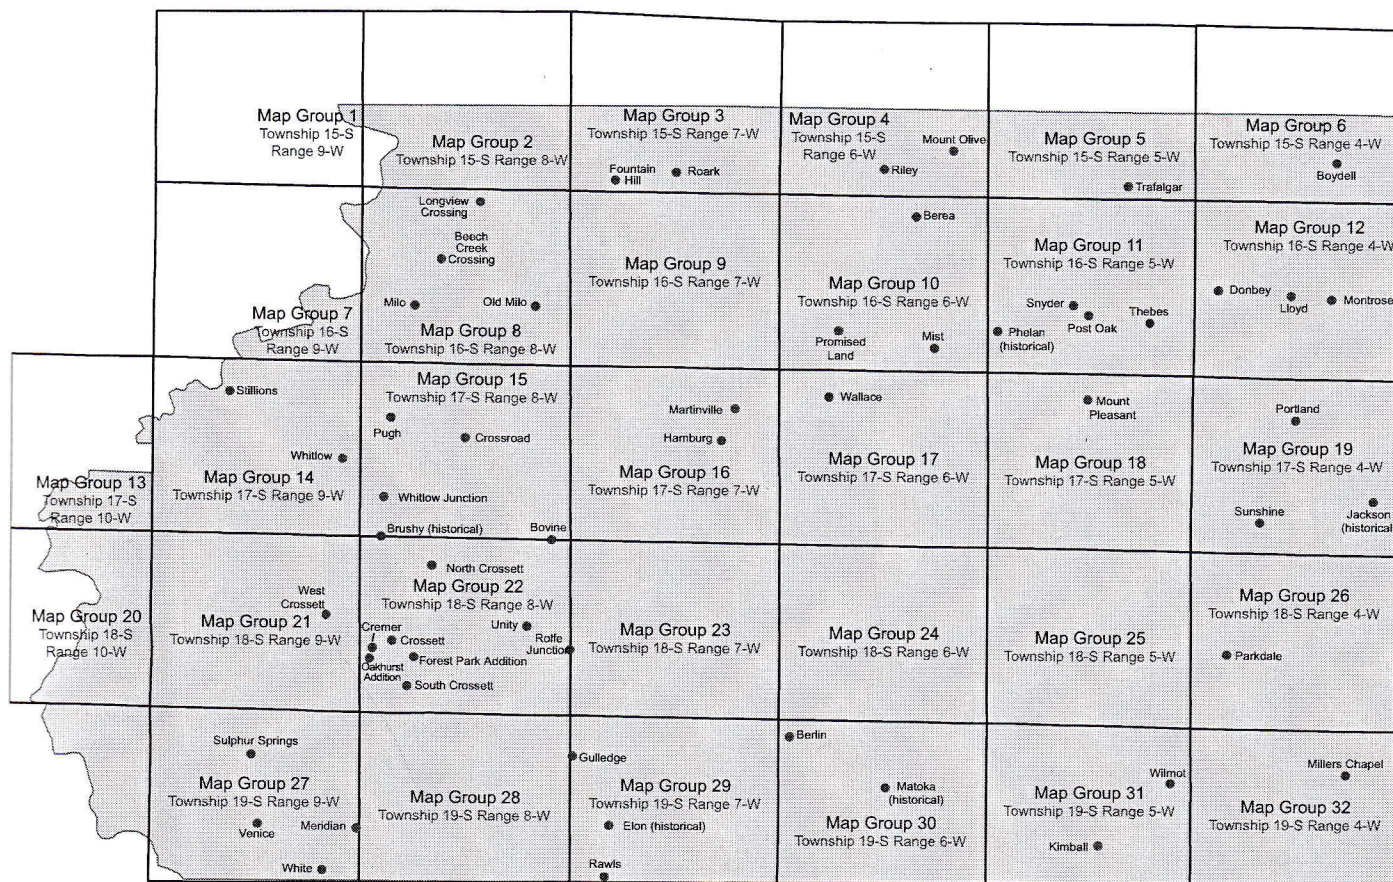 Map Group 1
Township 15-S
Range 9-W
Map Group 2
Township 15-S Range 8-W
Map Group 3
Township 15-S Range 7-W
Fountain
Hill
Roark
Map Group 4
Township 15-S
Range 6-W
Mount Olive
Riley
Map Group 5
Township 15-S Range 5-W
Trafalgar
Map Group 6
Township 15-S Range 4-W
Boydell
Map Group 7
Township 16-S
Range 9-W
Longview
Crossing
Beech
Creek
Crossing
Milo
Old Milo
Map Group 8
Township 16-S Range 8-W
Map Group 9
Township 16-S Range 7-W
Berea
Map Group 10
Township 16-S Range 6-W
Promised
Land
Mist
Map Group 11
Township 16-S Range 5-W
Snyder
Post Oak
Thebes
Phelan
(historical)
Map Group 12
Township 16-S Range 4-W
Donbey
Lloyd
Montrose
Map Group 13
Township 17-S
Range 10-W
Stillions
Whitlow
Map Group 14
Township 17-S Range 9-W
Map Group 15
Township 17-S Range 8-W
Pugh
Crossroad
Whitlow Junction
Brushy (historical)
Bovine
Martinville
Hamburg
Map Group 16
Township 17-S Range 7-W
Wallace
Map Group 17
Township 17-S Range 6-W
Mount
Pleasant
Map Group 18
Township 17-S Range 5-W
Portland
Map Group 19
Township 17-S Range 4-W
Sunshine
Jackson
(historical)
Map Group 20
Township 18-S
Range 10-W
West
Crossett
Map Group 21
Township 18-S Range 9-W
North Crossett
Map Group 22
Township 18-S Range 8-W
Cremer
Crossett
Unity
Rolfe
Junction
Oakhurst
Addition
Forest Park Addition
South Crossett
Map Group 23
Township 18-S Range 7-W
Map Group 24
Township 18-S Range 6-W
Map Group 25
Township 18-S Range 5-W
Map Group 26
Township 18-S Range 4-W
Parkdale
Sulphur Springs
Map Group 27
Township 19-S Range 9-W
Venice
Meridian
White
Map Group 28
Township 19-S Range 8-W
Gulledge
Map Group 29
Township 19-S Range 7-W
Elon (historical)
Rawls
Berlin
Matoka
(historical)
Map Group 30
Township 19-S Range 6-W
Wilmot
Map Group 31
Township 19-S Range 5-W
Kimball
Millers Chapel
Map Group 32
Township 19-S Range 4-W